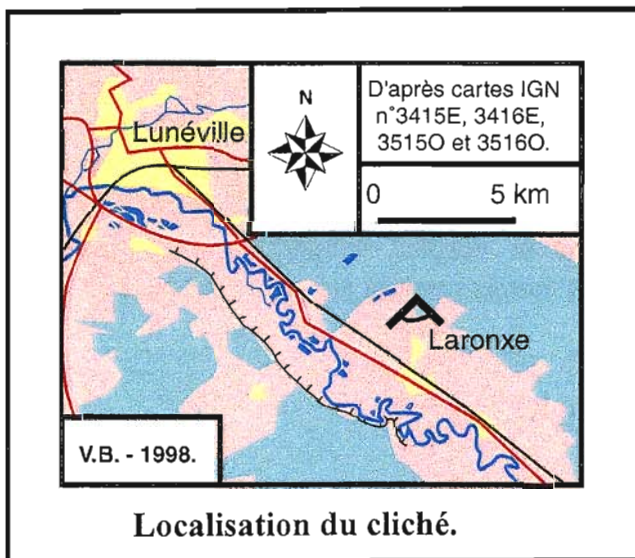 Lunéville
N
D'après cartes IGN
n°3415E, 3416E,
3515O et 3516O.
0 5 km
Laronxe
V.B. - 1998.
Localisation du cliché.